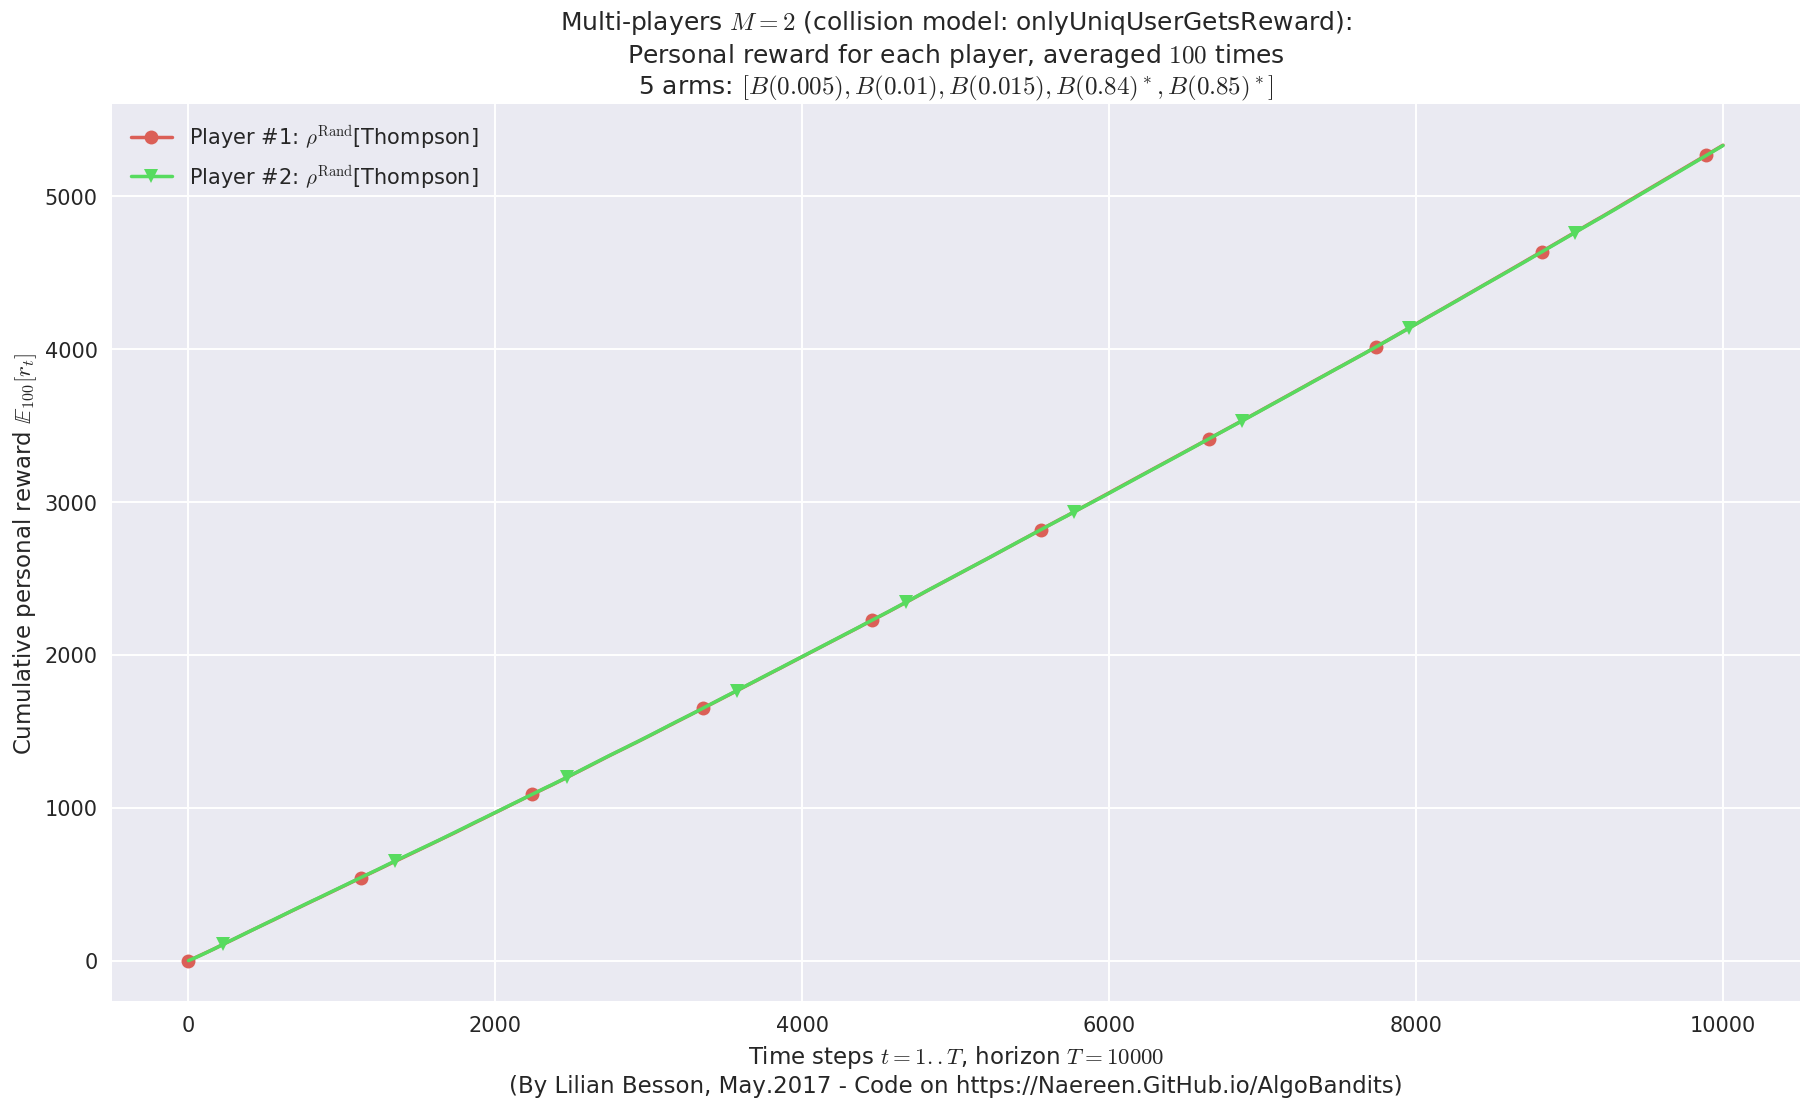 Multi-players M = 2 (collision model: onlyUniqUserGetsReward):
Personal reward for each player, averaged 100 times
5 arms: [B(0.005), B(0.01), B(0.015), B(0.84)*, B(0.85)*]
Player #1: ρ^Rand[Thompson]
Player #2: ρ^Rand[Thompson]
Cumulative personal reward 𝔼₁₀₀[r_t]
5000
4000
3000
2000
1000
0
0 2000 4000 6000 8000 10000
Time steps t = 1..T, horizon T = 10000
(By Lilian Besson, May.2017 - Code on https://Naereen.GitHub.io/AlgoBandits)